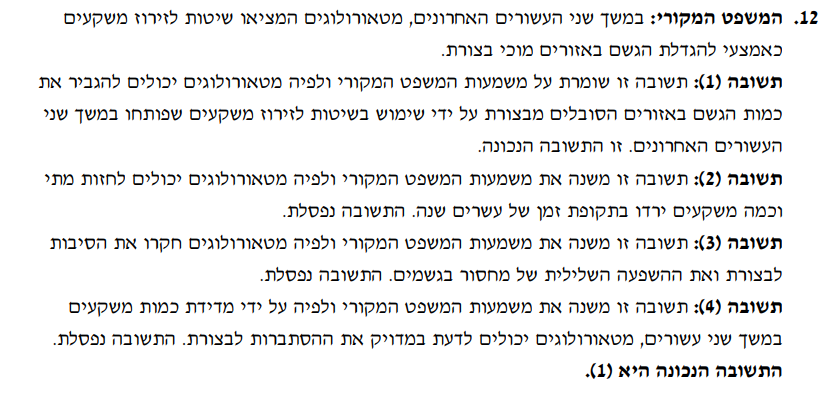 12. המשפט המקורי: במשך שני העשורים האחרונים, מטאורולוגים המציאו שיטות לזירוז משקעים
כאמצעי להגדלת הגשם באזורים מוכי בצורת.
תשובה (1): תשובה זו שומרת על משמעות המשפט המקורי ולפיה מטאורולוגים יכולים להגביר את
כמות הגשם באזורים הסובלים מבצורת על ידי שימוש בשיטות לזירוז משקעים שפותחו במשך שני
העשורים האחרונים. זו התשובה הנכונה.
תשובה (2): תשובה זו משנה את משמעות המשפט המקורי ולפיה מטאורולוגים יכולים לחזות מתי
וכמה משקעים ירדו בתקופת זמן של עשרים שנה. התשובה נפסלת.
תשובה (3): תשובה זו משנה את משמעות המשפט המקורי ולפיה מטאורולוגים חקרו את הסיבות
לבצורת ואת ההשפעה השלילית של מחסור בגשמים. התשובה נפסלת.
תשובה (4): תשובה זו משנה את משמעות המשפט המקורי ולפיה על ידי מדידת כמות משקעים
במשך שני עשורים, מטאורולוגים יכולים לדעת במדויק את ההסתברות לבצורת. התשובה נפסלת.
התשובה הנכונה היא (1).